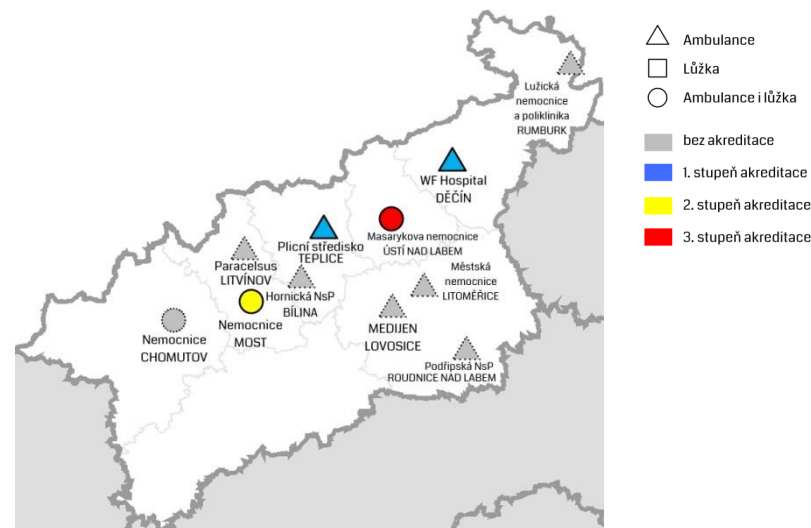 Lužická
nemocnice
a poliklinika
RUMBURK
WF Hospital
DĚČÍN
Plicní středisko
TEPLICE
Masarykova nemocnice
ÚSTÍ NAD LABEM
Paracelsus
LITVÍNOV
Hornická NsP
BÍLINA
Městská
nemocnice
LITOMĚŘICE
Nemocnice
CHOMUTOV
Nemocnice
MOST
MEDIJEN
LOVOSICE
Podřipská NsP
ROUDNICE NAD LABEM
Ambulance
Lůžka
Ambulance i lůžka
bez akreditace
1. stupeň akreditace
2. stupeň akreditace
3. stupeň akreditace